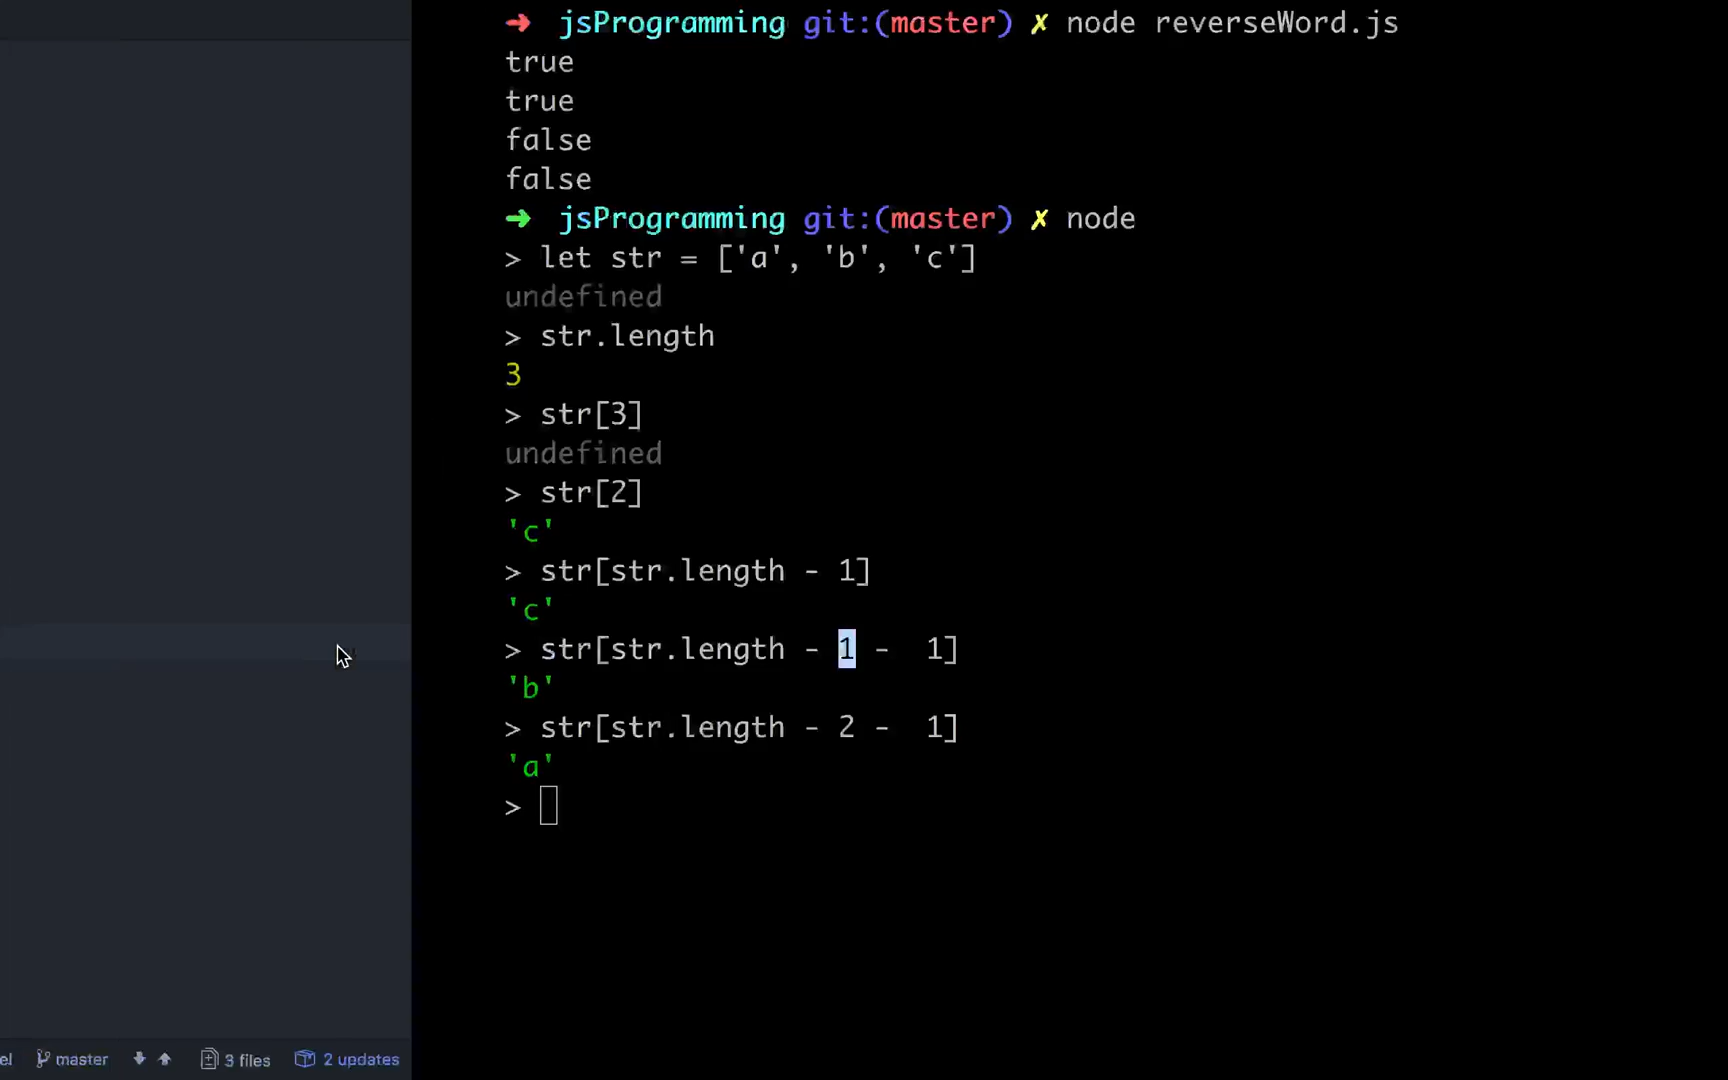 ➜ jsProgramming git:(master) ✗ node reverseWord.js
true
true
false
false
➜ jsProgramming git:(master) ✗ node
> let str = ['a', 'b', 'c']
undefined
> str.length
3
> str[3]
undefined
> str[2]
'c'
> str[str.length - 1]
'c'
> str[str.length - 1 -  1]
'b'
> str[str.length - 2 -  1]
'a'
>
el master 3 files 2 updates